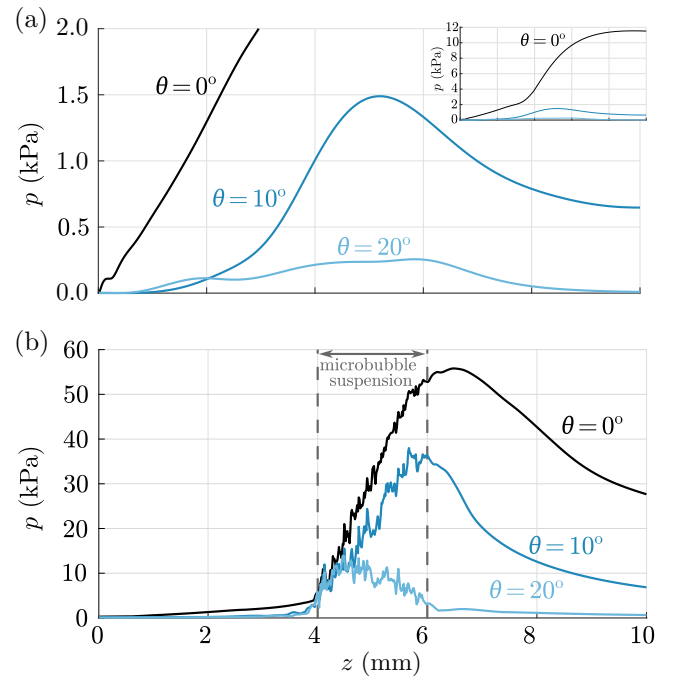 (a)
p (kPa)
2.0
1.5
1.0
0.5
0.0
θ = 0°
θ = 10°
θ = 20°
p (kPa)
12
10
8
6
4
2
0
θ = 0°
(b)
p (kPa)
60
50
40
30
20
10
0
microbubble
suspension
θ = 0°
θ = 10°
θ = 20°
0 2 4 6 8 10
z (mm)